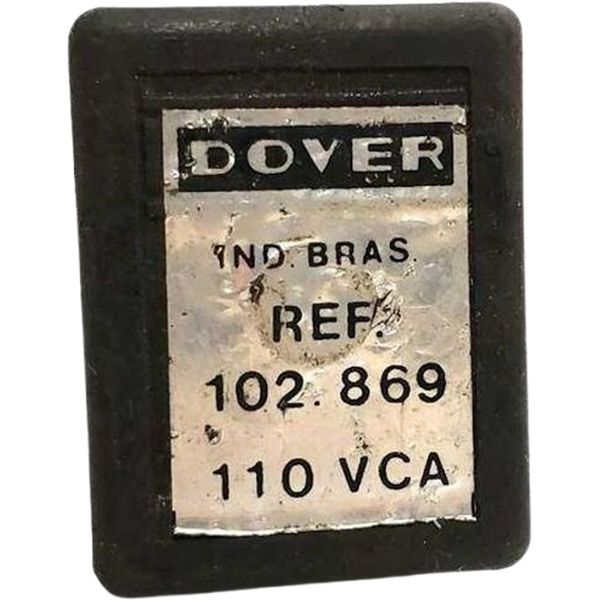 DOVER
IND. BRAS.
REF.
102.869
110 VCA